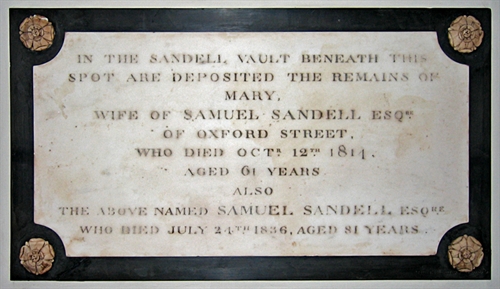 IN THE SANDELL VAULT BENEATH THIS
SPOT ARE DEPOSITED THE REMAINS OF
MARY,
WIFE OF SAMUEL SANDELL ESQRE
OF OXFORD STREET,
WHO DIED OCTR 12TH 1814,
AGED 61 YEARS
ALSO
THE ABOVE NAMED SAMUEL SANDELL, ESQRE
WHO DIED JULY 24TH 1836, AGED 81 YEARS.